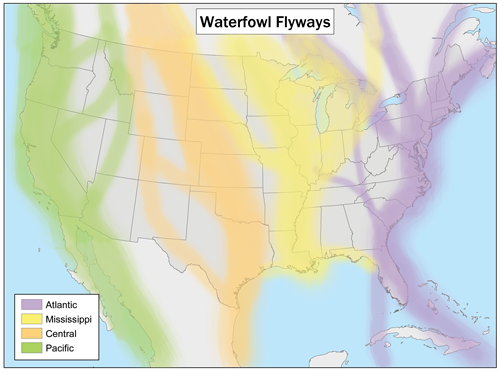 Waterfowl Flyways
Atlantic
Mississippi
Central
Pacific